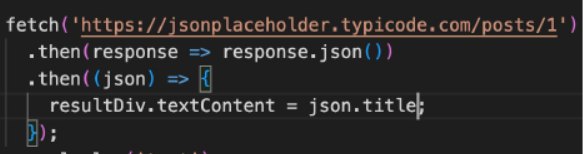 fetch('https://jsonplaceholder.typicode.com/posts/1')
  .then(response => response.json())
  .then((json) => {
    resultDiv.textContent = json.title;
  });